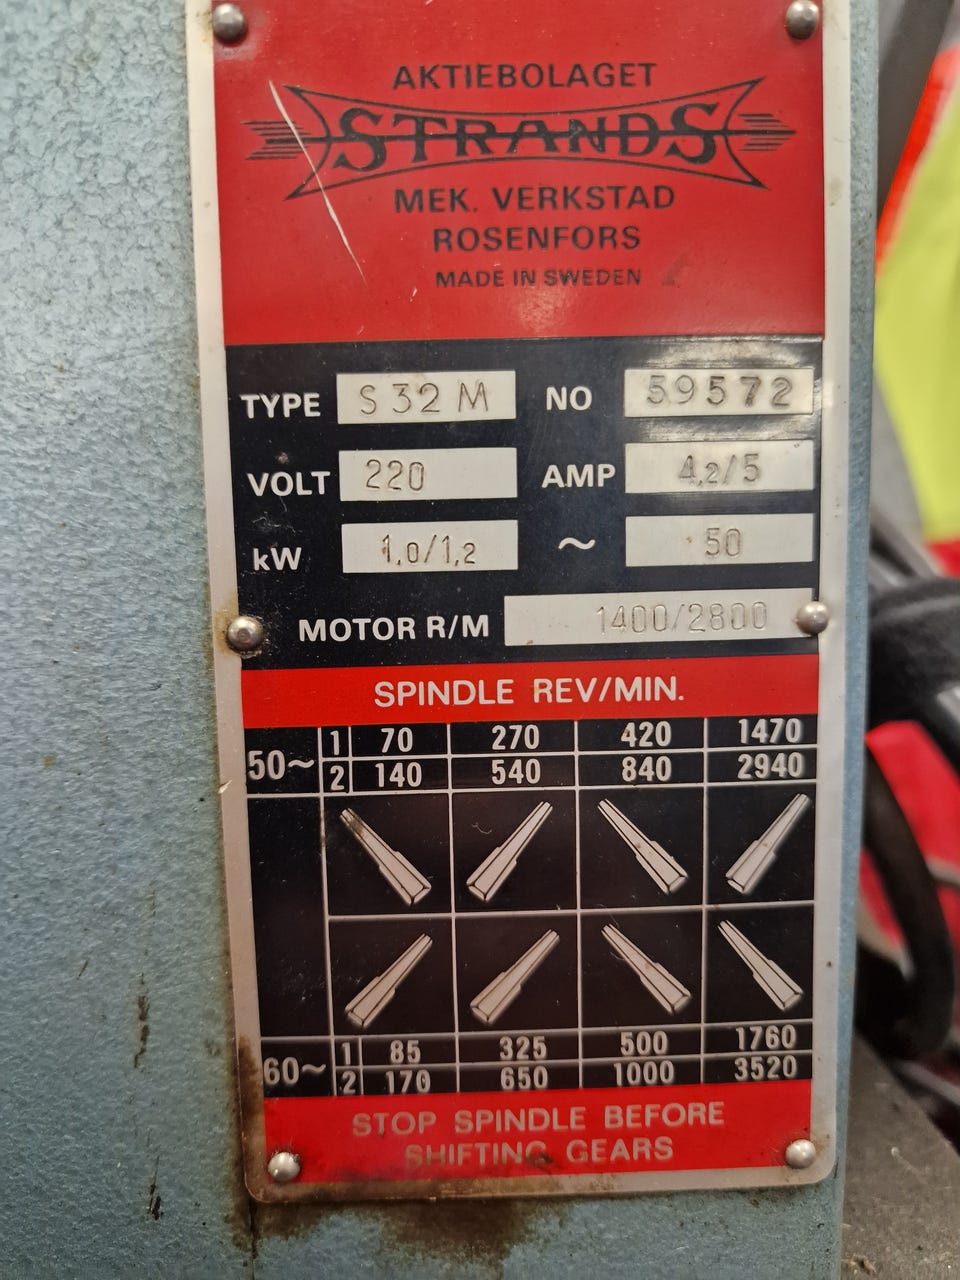 AKTIEBOLAGET
STRANDS
MEK. VERKSTAD
ROSENFORS
MADE IN SWEDEN
TYPE S32M NO 59572
VOLT 220 AMP 4,2/5
kW 1,0/1,2 ~ 50
MOTOR R/M 1400/2800
SPINDLE REV/MIN.
50~ 1 70 270 420 1470
2 140 540 840 2940
60~ 1 85 325 500 1760
2 170 650 1000 3520
STOP SPINDLE BEFORE
SHIFTING GEARS